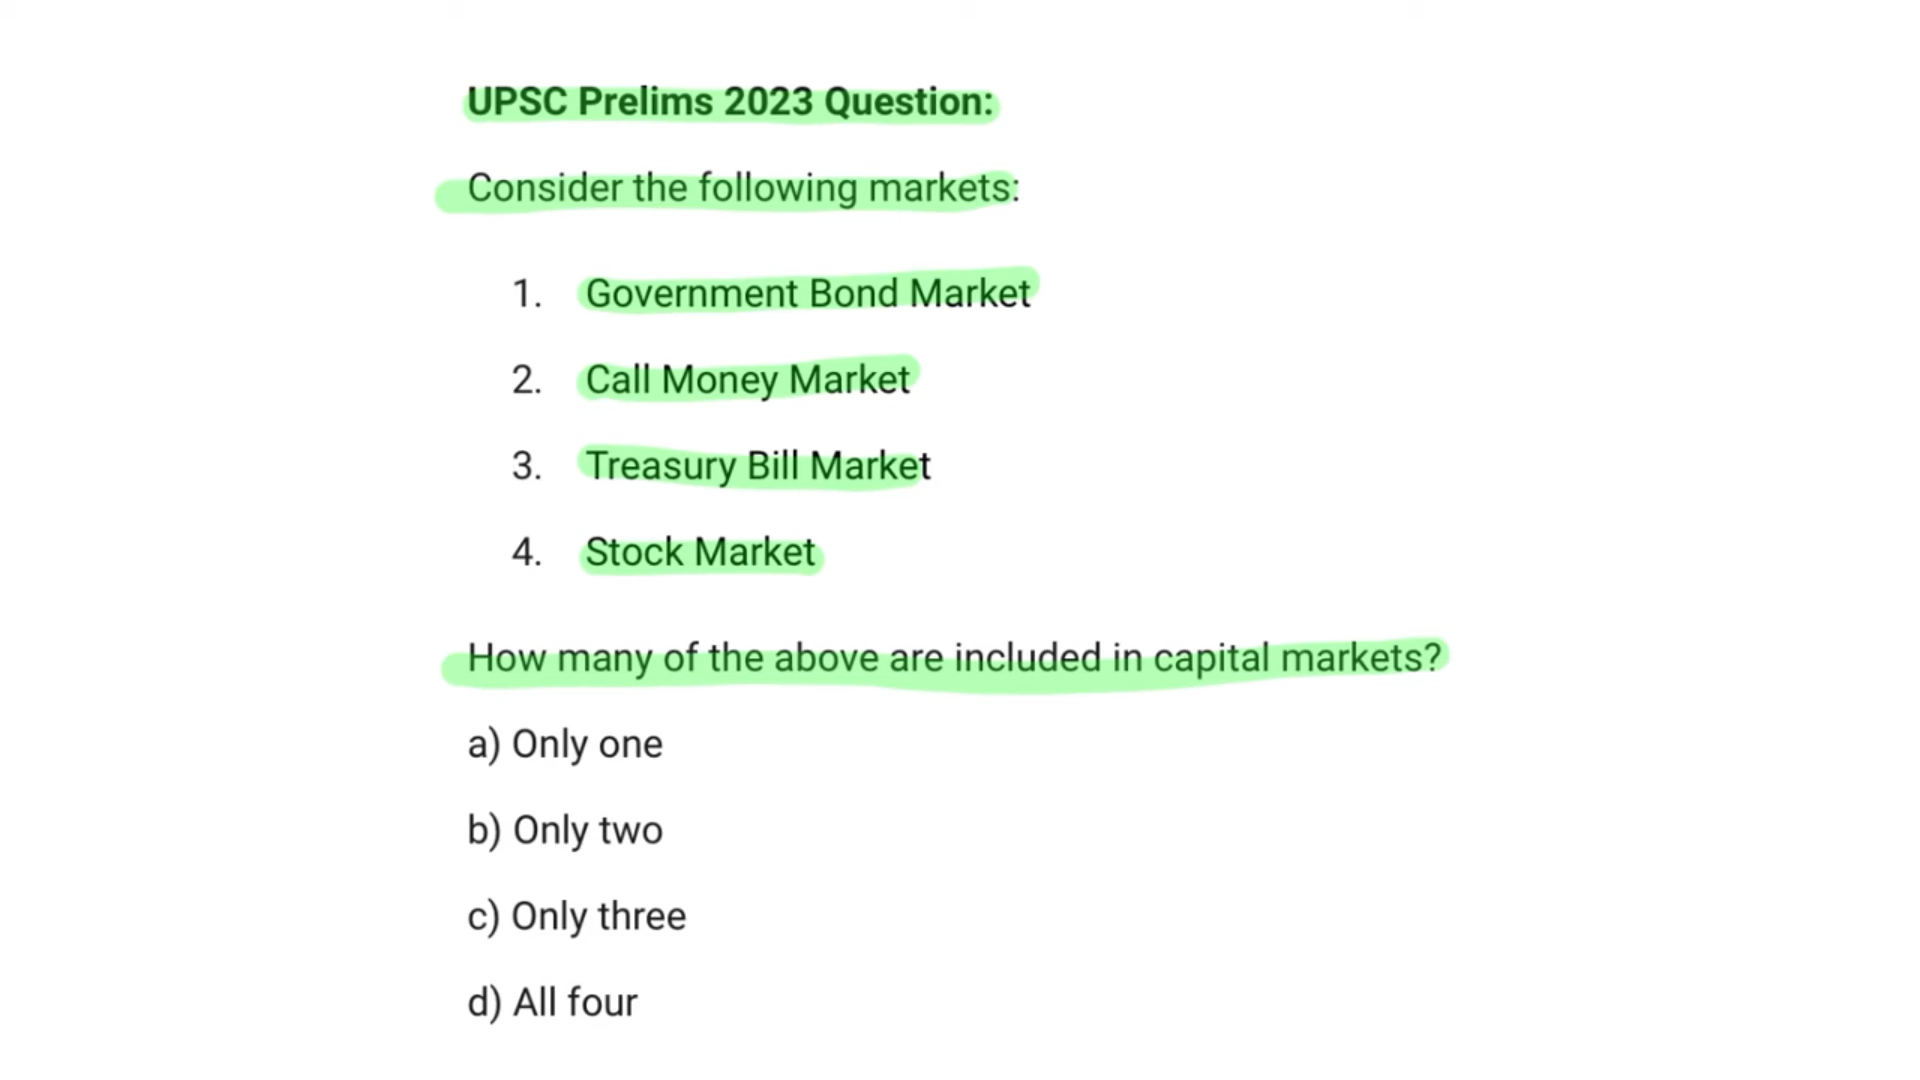 UPSC Prelims 2023 Question:
Consider the following markets:
1. Government Bond Market
2. Call Money Market
3. Treasury Bill Market
4. Stock Market
How many of the above are included in capital markets?
a) Only one
b) Only two
c) Only three
d) All four